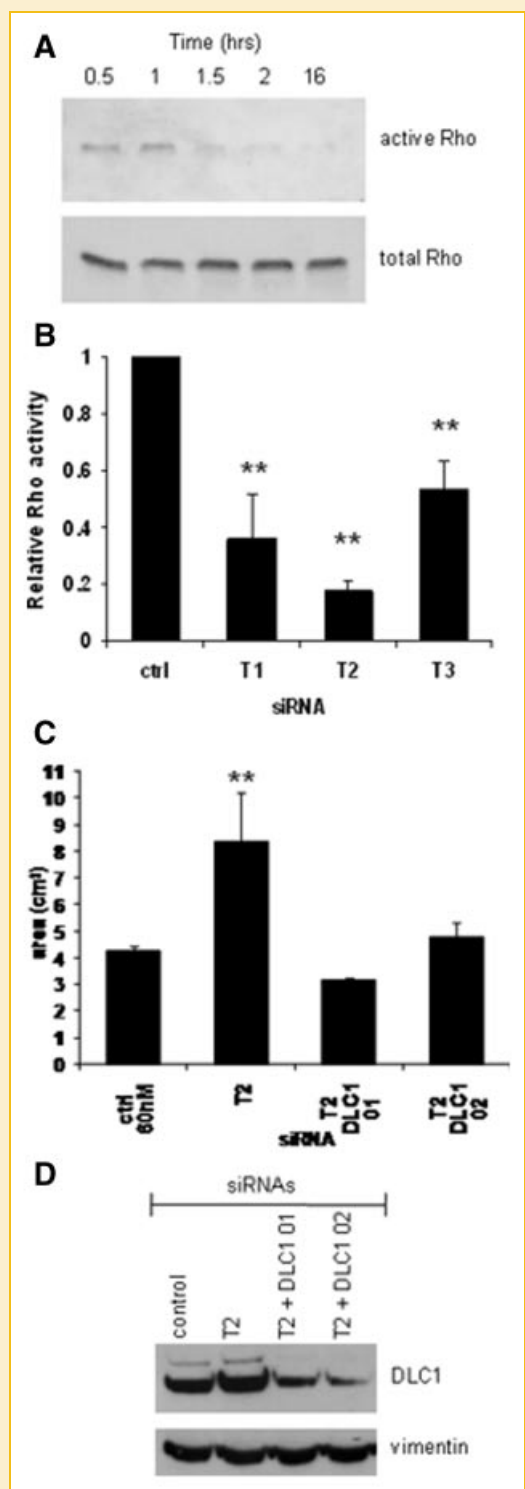 A
Time (hrs)
0.5 1 1.5 2 16
active Rho
total Rho
B
Relative Rho activity
1
0.8
0.6
0.4
0.2
0
** ** **
ctrl T1 T2 T3
siRNA
C
area (cm²)
11
10
9
8
7
6
5
4
3
2
1
0
**
ctrl 60nM
T2
T2 DLC1 01
T2 DLC1 02
siRNA
D
siRNAs
control
T2
T2 + DLC1 01
T2 + DLC1 02
DLC1
vimentin